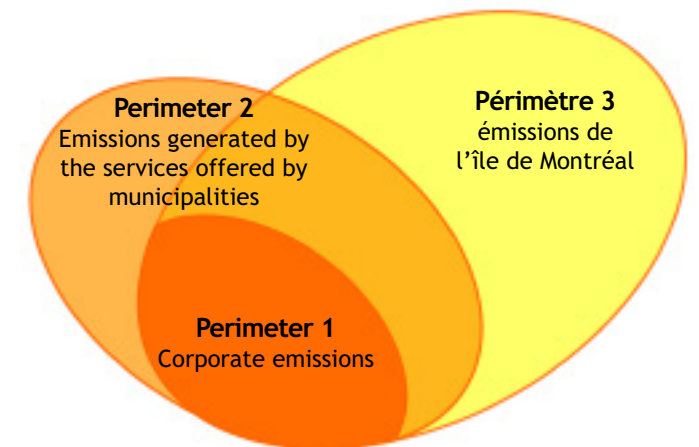 Perimeter 2
Emissions generated by
the services offered by
municipalities
Périmètre 3
émissions de
l'île de Montréal
Perimeter 1
Corporate emissions